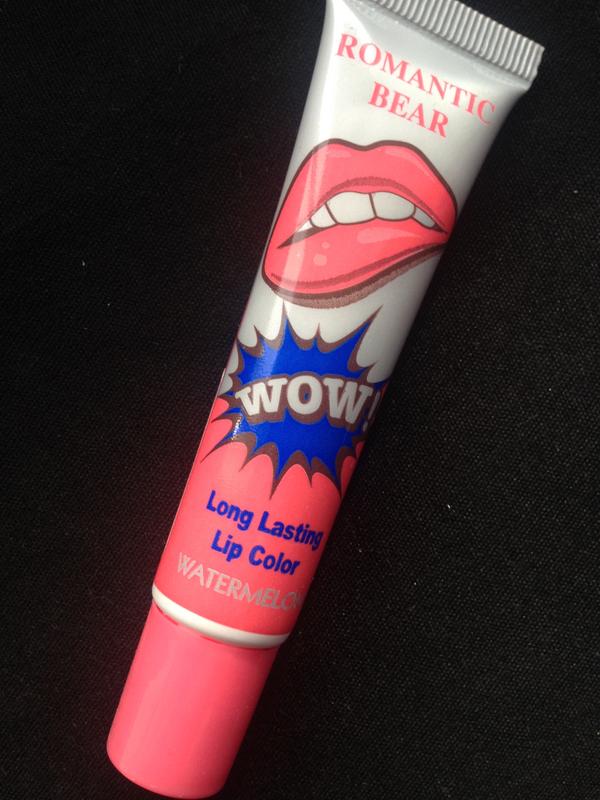 ROMANTIC
BEAR
WOW!
Long Lasting
Lip Color
WATERMELON